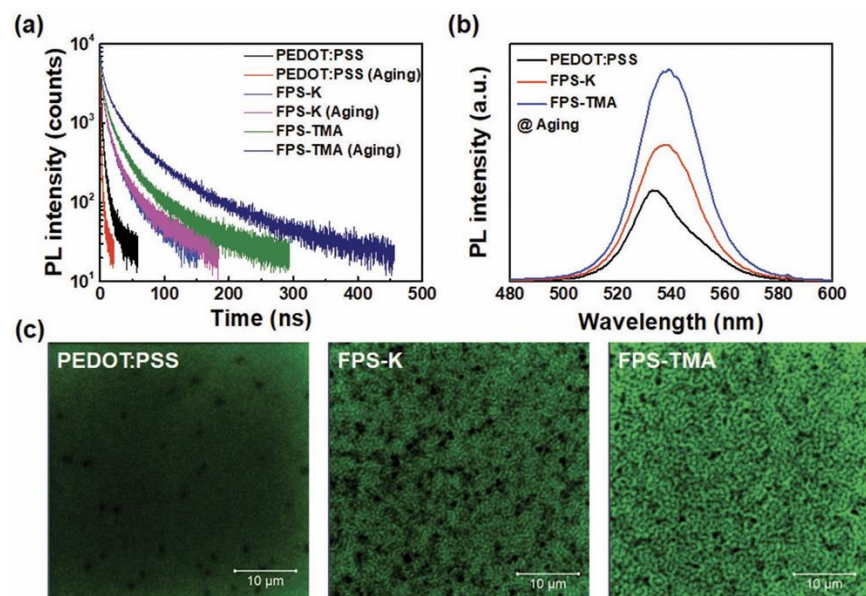 (a)
PL intensity (counts)
10⁴
10³
10²
10¹
0 100 200 300 400 500
Time (ns)
PEDOT:PSS
PEDOT:PSS (Aging)
FPS-K
FPS-K (Aging)
FPS-TMA
FPS-TMA (Aging)
(b)
PL intensity (a.u.)
PEDOT:PSS
FPS-K
FPS-TMA
@ Aging
480 500 520 540 560 580 600
Wavelength (nm)
(c)
PEDOT:PSS
10 µm
FPS-K
10 µm
FPS-TMA
10 µm